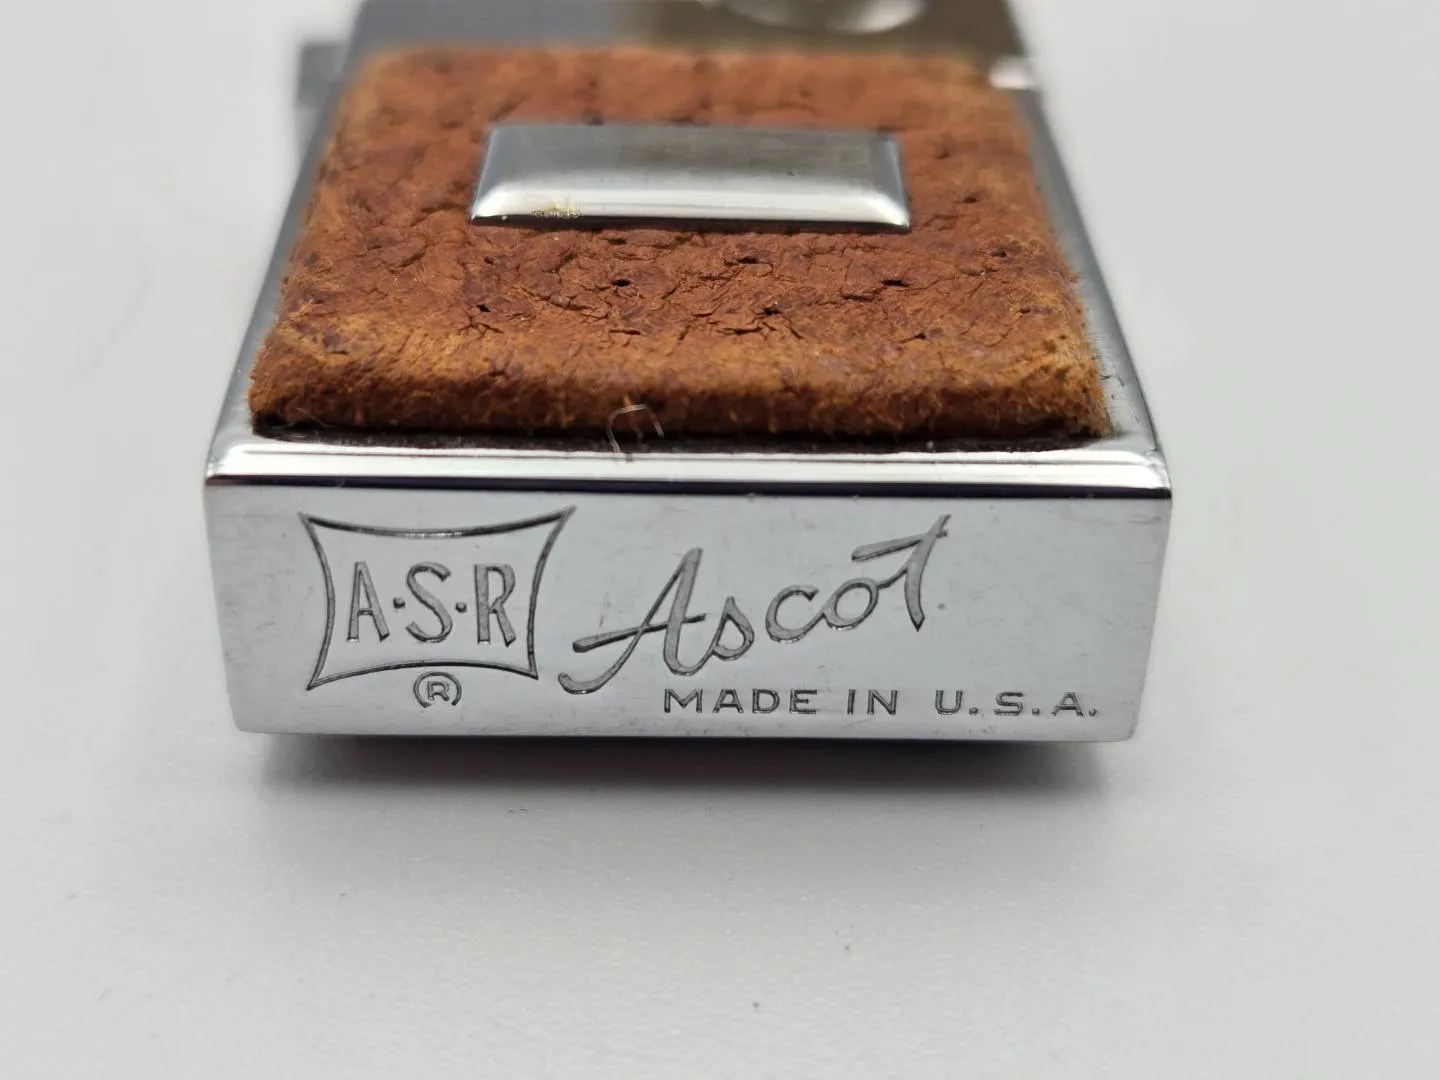 A·S·R
®
Ascot
MADE IN U.S.A.